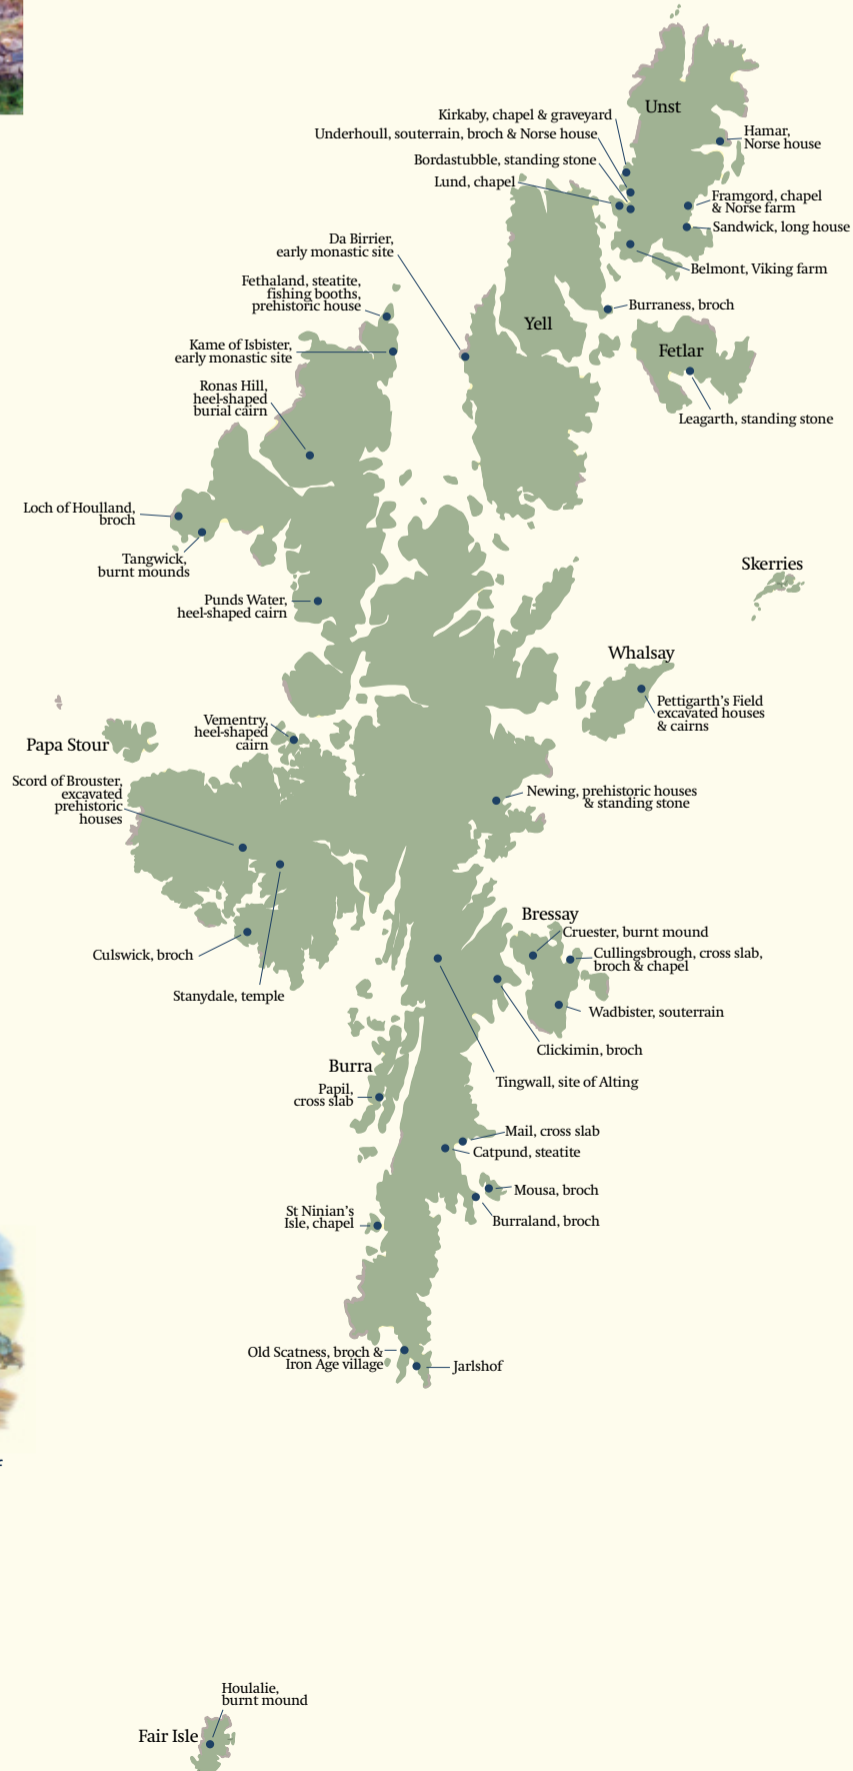 Unst
Kirkaby, chapel & graveyard
Underhoull, souterrain, broch & Norse house
Hamar,
Norse house
Bordastubble, standing stone
Lund, chapel
Framgord, chapel
& Norse farm
Sandwick, long house
Da Birrier,
early monastic site
Belmont, Viking farm
Fethaland, steatite,
fishing booths,
prehistoric house
Burraness, broch
Yell
Kame of Isbister,
early monastic site
Fetlar
Ronas Hill,
heel-shaped
burial cairn
Leagarth, standing stone
Loch of Houlland,
broch
Tangwick,
burnt mounds
Skerries
Punds Water,
heel-shaped cairn
Whalsay
Pettigarth's Field
excavated houses
& cairns
Vementry,
heel-shaped
cairn
Papa Stour
Scord of Brouster,
excavated
prehistoric
houses
Newing, prehistoric houses
& standing stone
Bressay
Cruester, burnt mound
Culswick, broch
Cullingsbrough, cross slab,
broch & chapel
Stanydale, temple
Wadbister, souterrain
Clickimin, broch
Burra
Tingwall, site of Alting
Papil,
cross slab
Mail, cross slab
Catpund, steatite
Mousa, broch
St Ninian's
Isle, chapel
Burraland, broch
Old Scatness, broch &
Iron Age village
Jarlshof
Houlalie,
burnt mound
Fair Isle